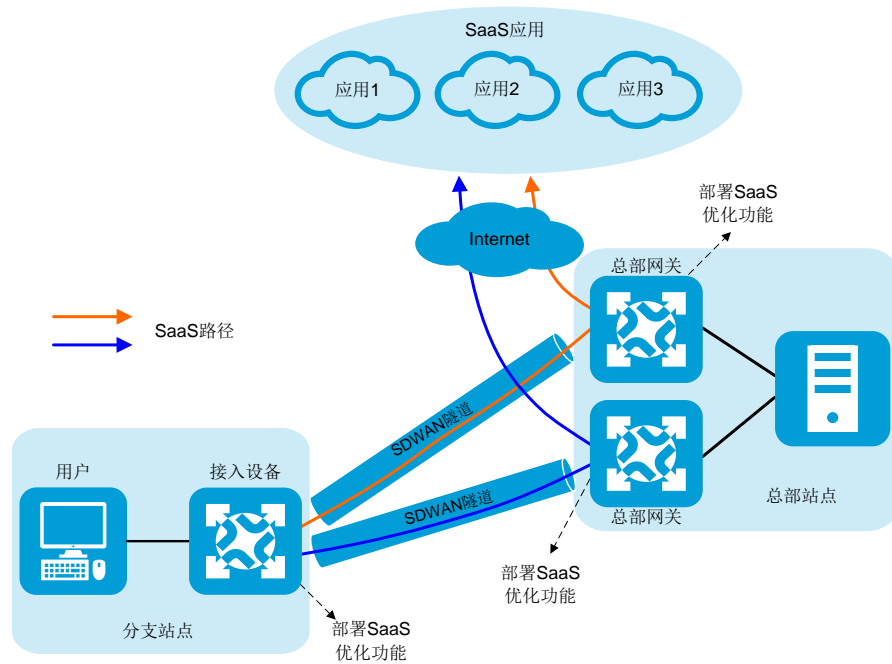 SaaS应用
应用1
应用2
应用3
部署SaaS
优化功能
Internet
总部网关
SaaS路径
SDWAN隧道
用户
接入设备
SDWAN隧道
总部网关
总部站点
部署SaaS
优化功能
分支站点
部署SaaS
优化功能